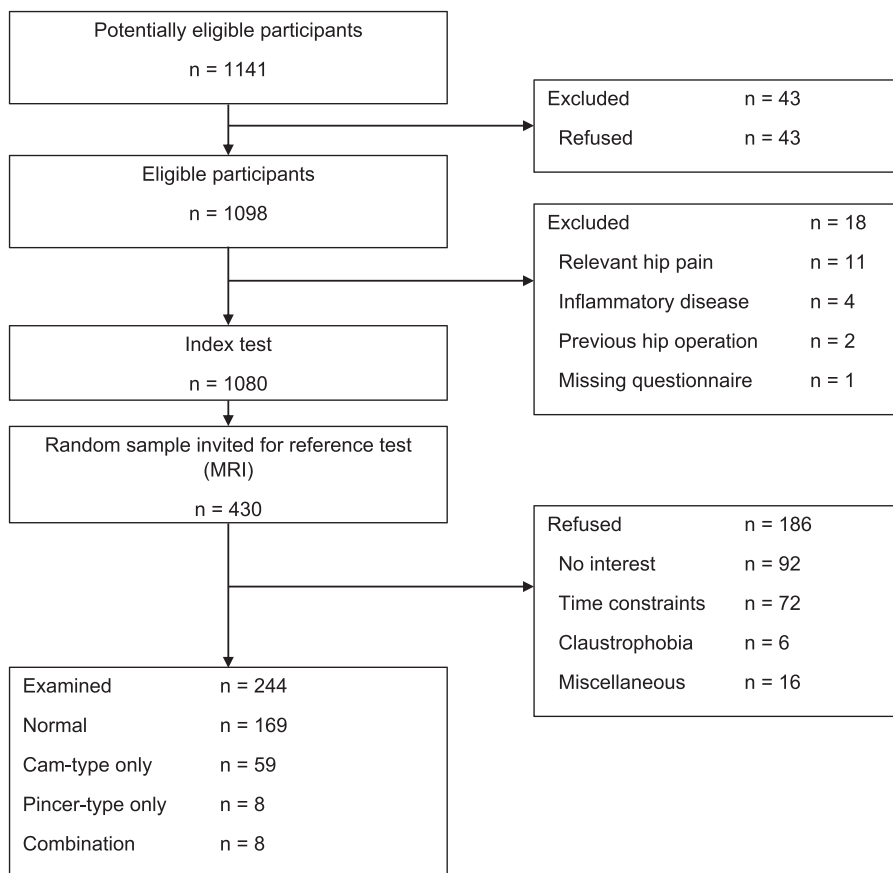 Potentially eligible participants
n = 1141
Excluded n = 43
Refused n = 43
Eligible participants
n = 1098
Excluded n = 18
Relevant hip pain n = 11
Inflammatory disease n = 4
Previous hip operation n = 2
Missing questionnaire n = 1
Index test
n = 1080
Random sample invited for reference test
(MRI)
n = 430
Refused n = 186
No interest n = 92
Time constraints n = 72
Claustrophobia n = 6
Miscellaneous n = 16
Examined n = 244
Normal n = 169
Cam-type only n = 59
Pincer-type only n = 8
Combination n = 8